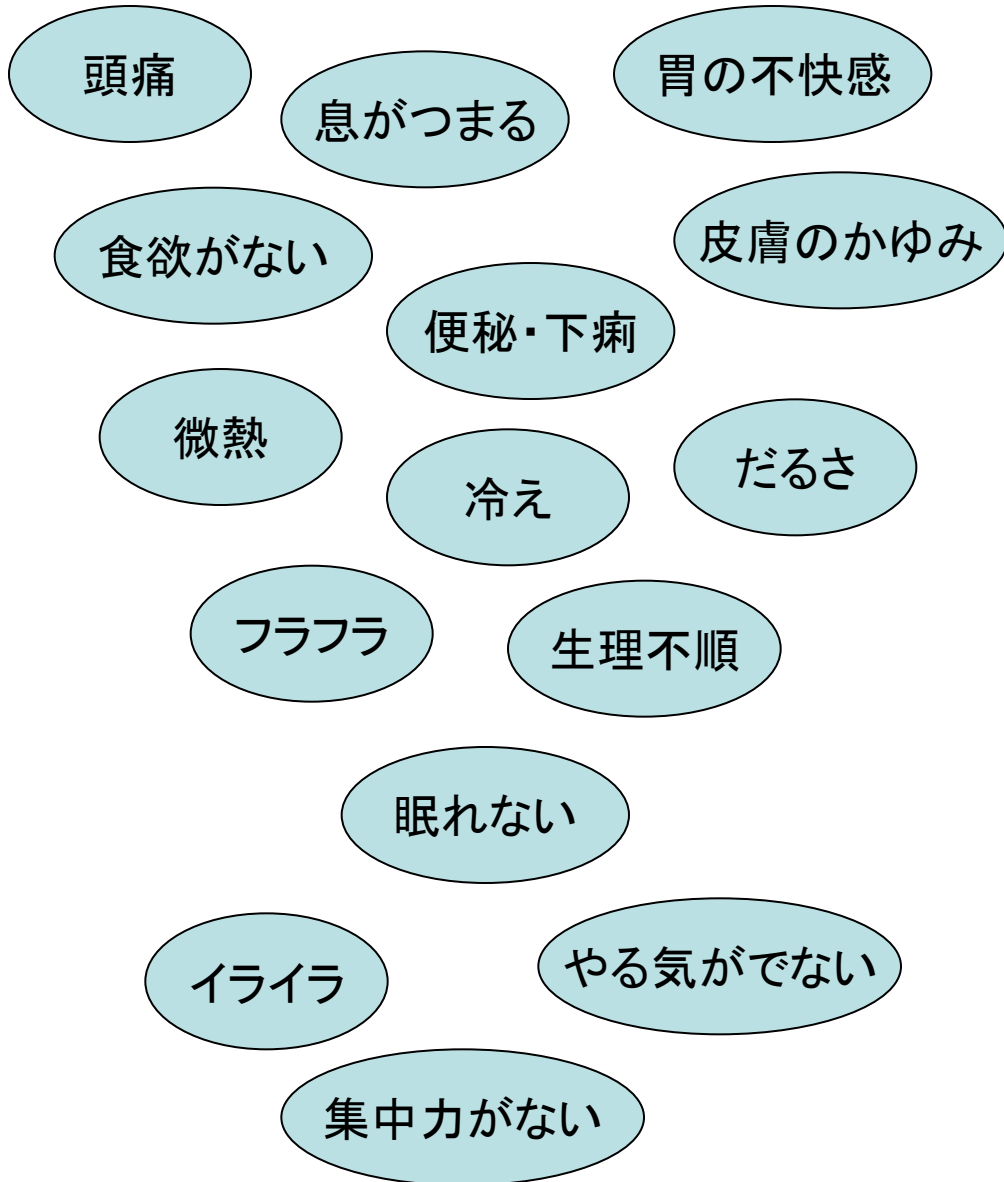 頭痛
息がつまる
胃の不快感
食欲がない
皮膚のかゆみ
便秘・下痢
微熱
冷え
だるさ
フラフラ
生理不順
眠れない
イライラ
やる気がでない
集中力がない